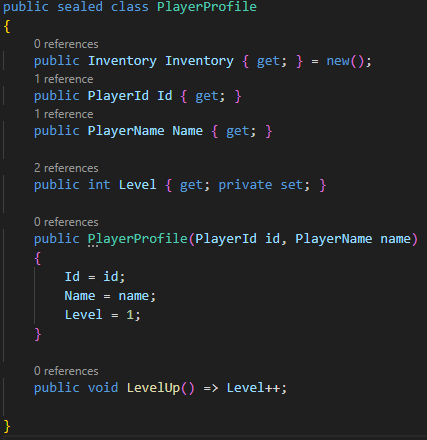 public sealed class PlayerProfile
{
0 references
public Inventory Inventory { get; } = new();
1 reference
public PlayerId Id { get; }
1 reference
public PlayerName Name { get; }
2 references
public int Level { get; private set; }
0 references
public PlayerProfile(PlayerId id, PlayerName name)
{
Id = id;
Name = name;
Level = 1;
}
0 references
public void LevelUp() => Level++;
}